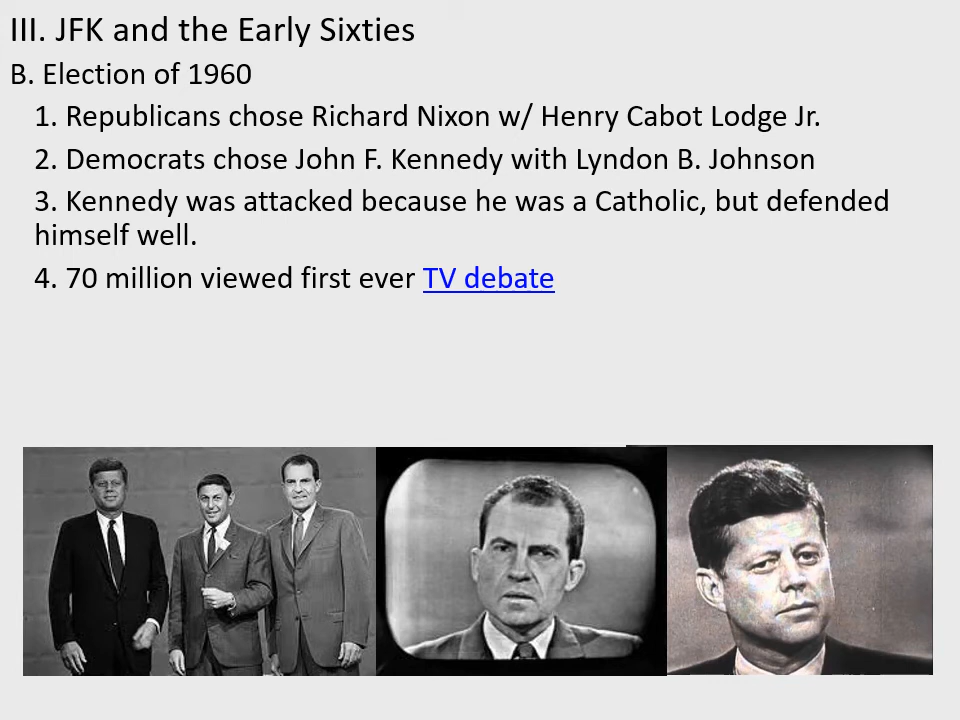 III. JFK and the Early Sixties
B. Election of 1960
1. Republicans chose Richard Nixon w/ Henry Cabot Lodge Jr.
2. Democrats chose John F. Kennedy with Lyndon B. Johnson
3. Kennedy was attacked because he was a Catholic, but defended
himself well.
4. 70 million viewed first ever TV debate